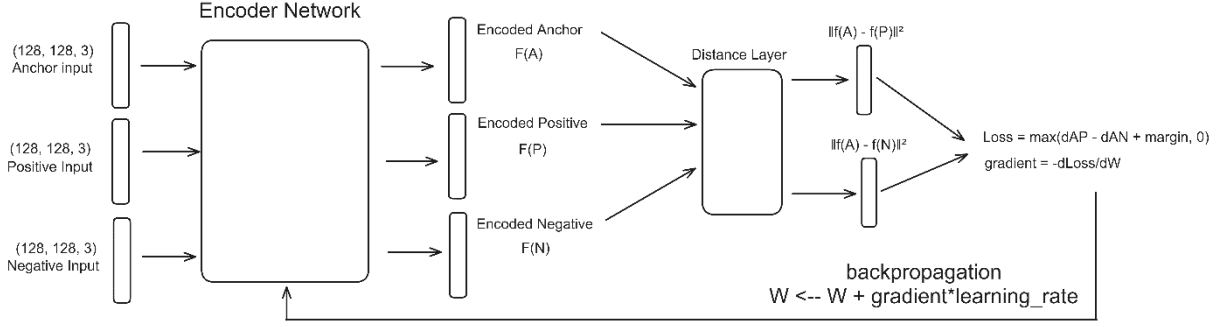 Encoder Network
(128, 128, 3)
Anchor input
(128, 128, 3)
Positive Input
(128, 128, 3)
Negative Input
Encoded Anchor
F(A)
Encoded Positive
F(P)
Encoded Negative
F(N)
Distance Layer
||f(A) - f(P)||²
||f(A) - f(N)||²
Loss = max(dAP - dAN + margin, 0)
gradient = -dLoss/dW
backpropagation
W <-- W + gradient*learning_rate